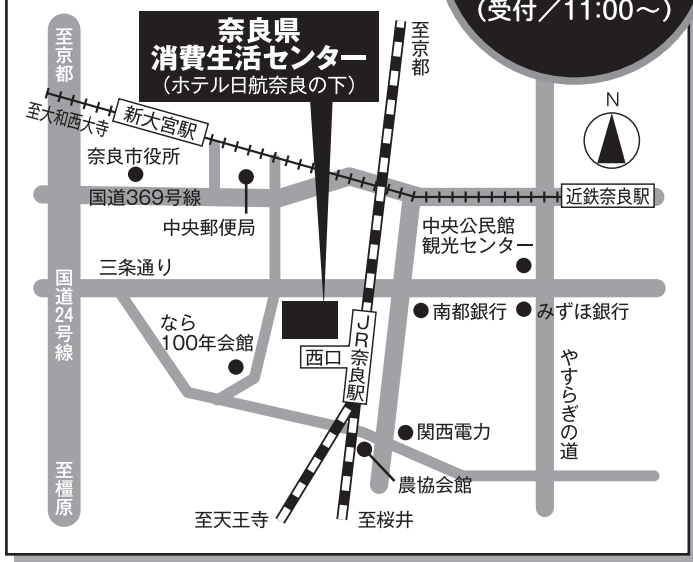 (受付／11:00～)
奈良県
消費生活センター
(ホテル日航奈良の下)
至京都
至京都
N
至大和西大寺
新大宮駅
奈良市役所
国道369号線
近鉄奈良駅
中央郵便局
中央公民館
観光センター
三条通り
国道24号線
なら
100年会館
南都銀行
みずほ銀行
JR奈良駅
西口
やすらぎの道
関西電力
農協会館
至橿原
至天王寺
至桜井